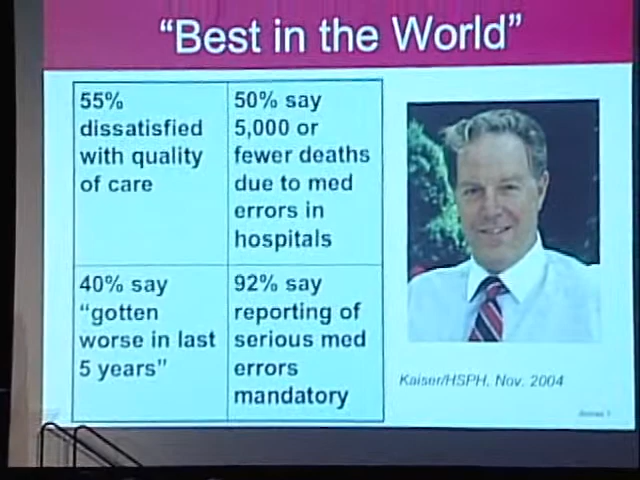 “Best in the World”
55%
dissatisfied
with quality
of care
50% say
5,000 or
fewer deaths
due to med
errors in
hospitals
40% say
“gotten
worse in last
5 years”
92% say
reporting of
serious med
errors
mandatory
Kaiser/HSPH, Nov. 2004